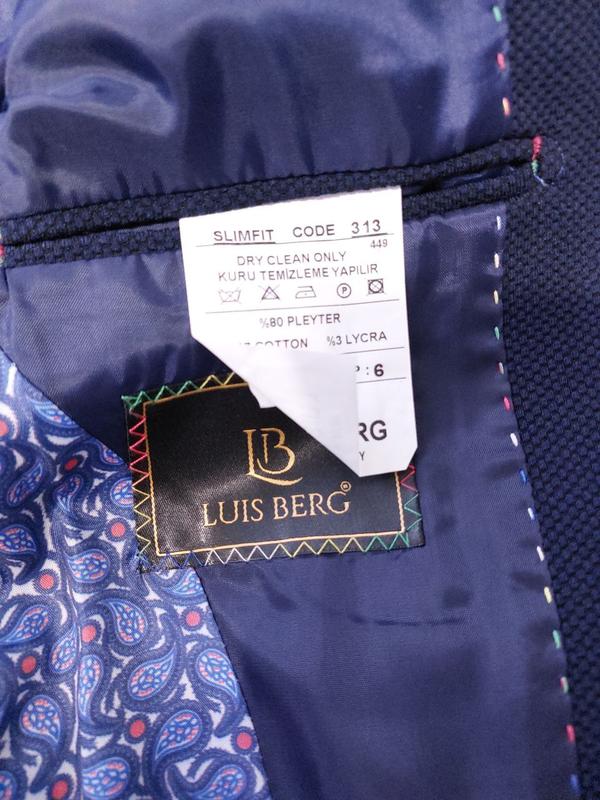 SLIMFIT CODE 313
449
DRY CLEAN ONLY
KURU TEMİZLEME YAPILIR
P
%80 PLEYTER
COTTON %3 LYCRA
: 6
RG
Y
LB
LUIS BERG®